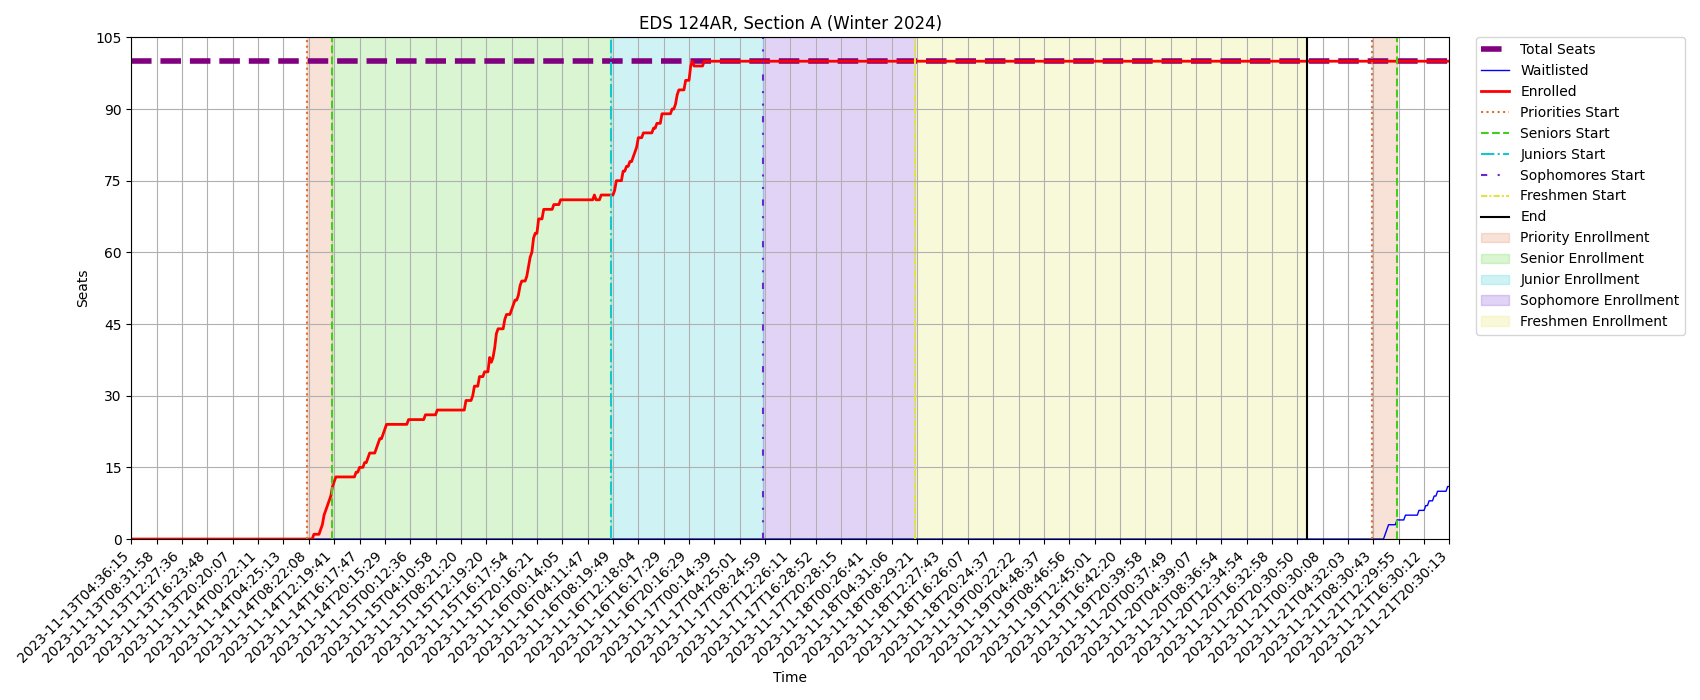 EDS 124AR, Section A (Winter 2024)
105
90
75
60
45
30
15
0
Seats
2023-11-13T04:36:15
2023-11-13T08:31:58
2023-11-13T12:27:36
2023-11-13T16:23:48
2023-11-13T20:20:07
2023-11-14T00:22:11
2023-11-14T04:25:13
2023-11-14T08:22:08
2023-11-14T12:19:41
2023-11-14T16:17:47
2023-11-14T20:15:29
2023-11-15T00:12:36
2023-11-15T04:10:58
2023-11-15T08:21:20
2023-11-15T12:19:20
2023-11-15T16:17:54
2023-11-15T20:16:21
2023-11-16T00:14:05
2023-11-16T04:11:47
2023-11-16T08:19:49
2023-11-16T12:18:04
2023-11-16T16:17:29
2023-11-16T20:16:29
2023-11-17T00:14:39
2023-11-17T04:25:01
2023-11-17T08:24:59
2023-11-17T12:26:11
2023-11-17T16:28:52
2023-11-17T20:28:15
2023-11-18T00:26:41
2023-11-18T04:31:06
2023-11-18T08:29:21
2023-11-18T12:27:43
2023-11-18T16:26:07
2023-11-18T20:24:37
2023-11-19T00:22:22
2023-11-19T04:48:37
2023-11-19T08:46:56
2023-11-19T12:45:01
2023-11-19T16:42:20
2023-11-19T20:39:58
2023-11-20T00:37:49
2023-11-20T04:39:07
2023-11-20T08:36:54
2023-11-20T12:34:54
2023-11-20T16:32:58
2023-11-20T20:30:50
2023-11-21T00:30:08
2023-11-21T04:32:03
2023-11-21T08:30:43
2023-11-21T12:29:55
2023-11-21T16:30:12
2023-11-21T20:30:13
Time
Total Seats
Waitlisted
Enrolled
Priorities Start
Seniors Start
Juniors Start
Sophomores Start
Freshmen Start
End
Priority Enrollment
Senior Enrollment
Junior Enrollment
Sophomore Enrollment
Freshmen Enrollment